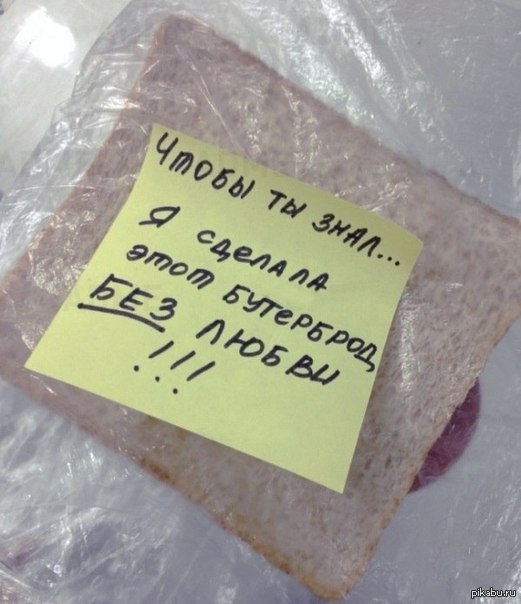 Чтобы ты знал...
Я сделала
этот бутерброд
БЕЗ любви
!!!
pikabu.ru